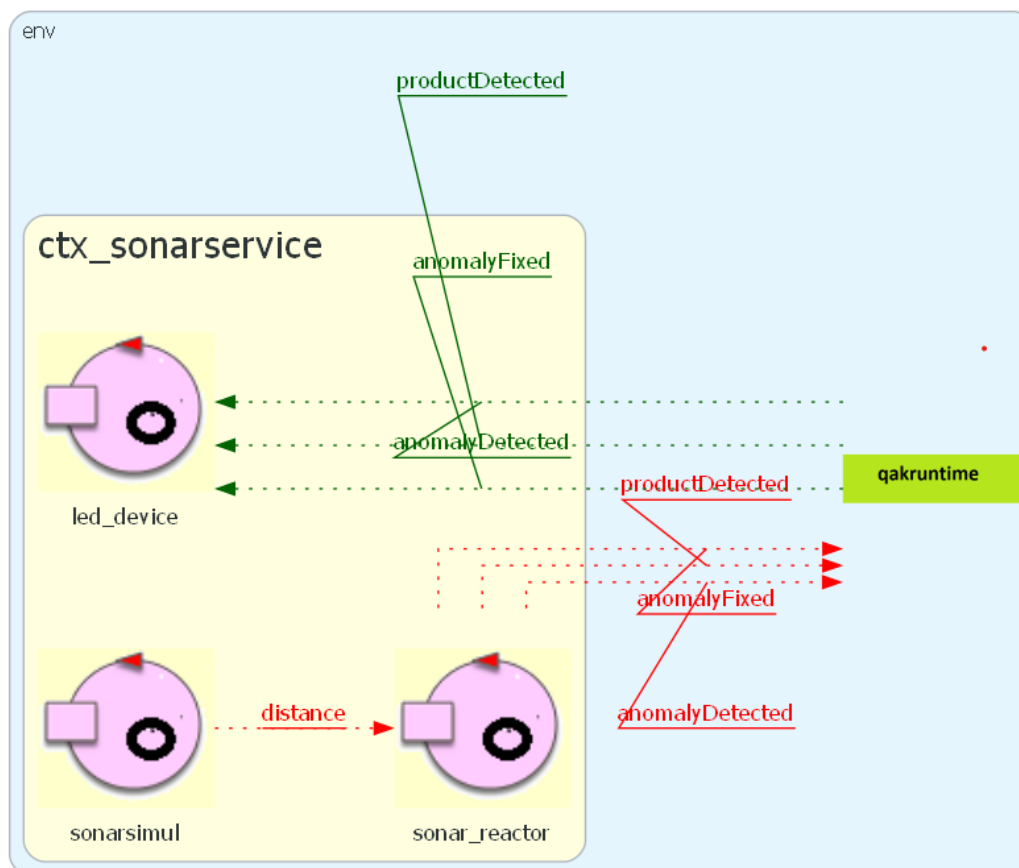 env
productDetected
ctx_sonarservice
anomalyFixed
anomalyDetected
qakruntime
productDetected
led_device
anomalyFixed
distance
anomalyDetected
sonarsimul
sonar_reactor